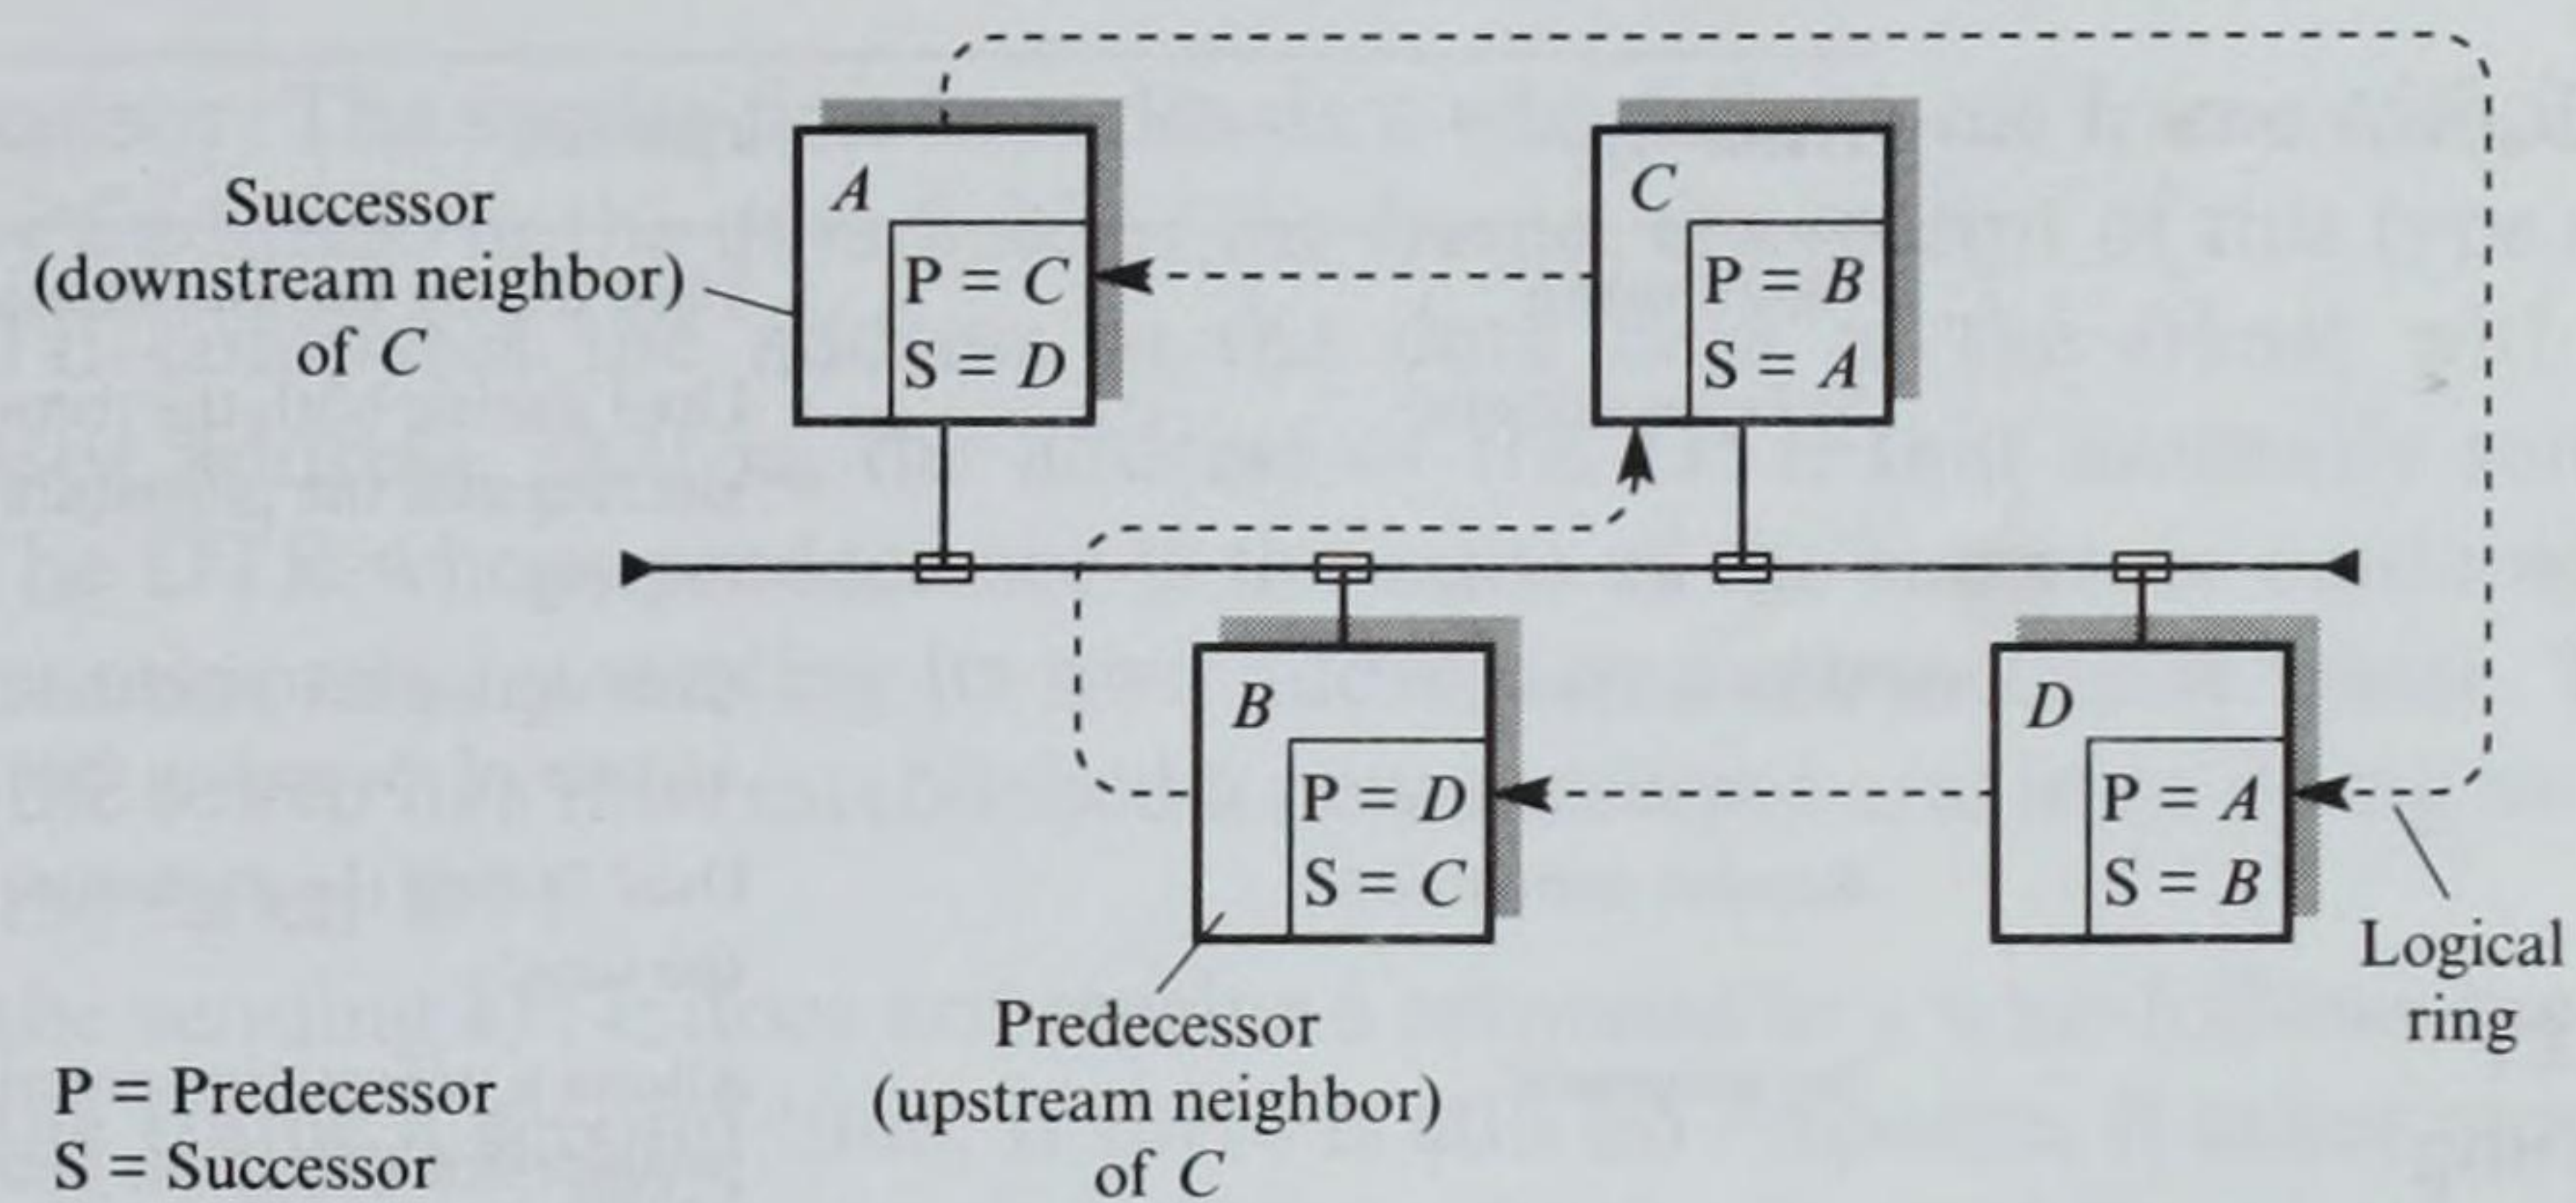 Successor
(downstream neighbor)
of C
A
P = C
S = D
C
P = B
S = A
B
P = D
S = C
D
P = A
S = B
Logical
ring
Predecessor
(upstream neighbor)
of C
P = Predecessor
S = Successor